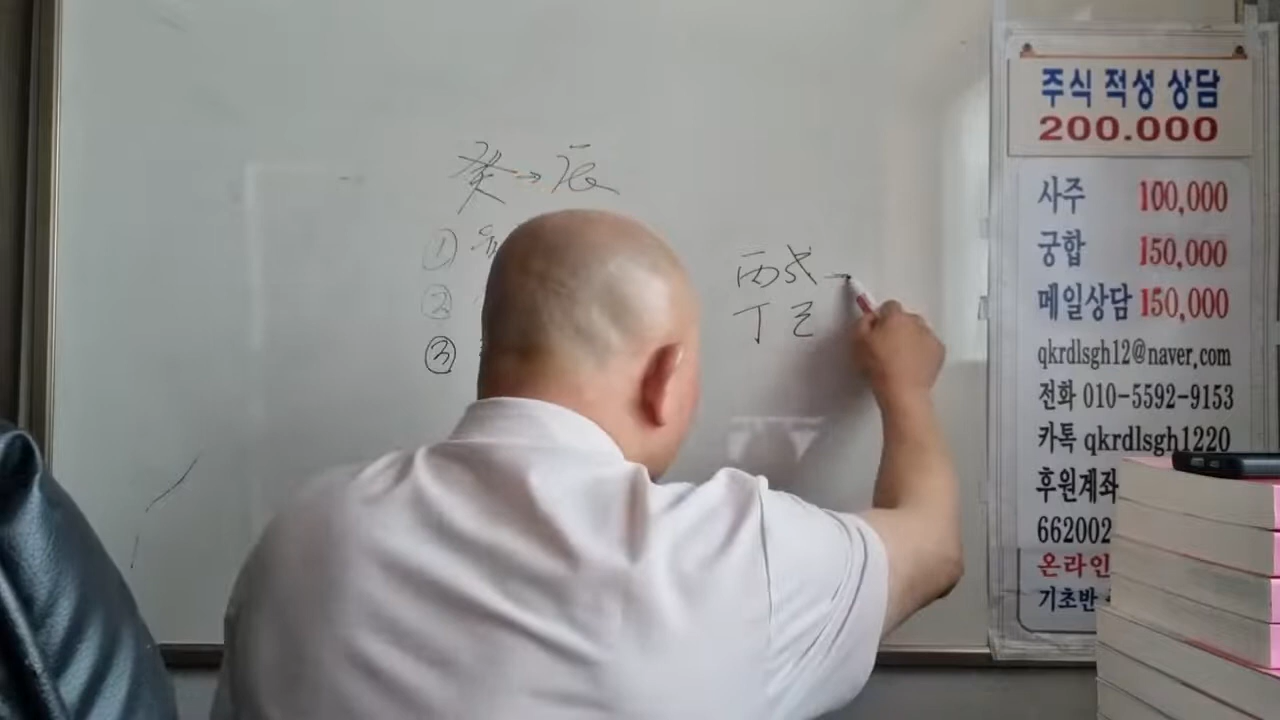 癸→辰
①
②
③
丙戊
丁己
주식 적성 상담
200.000
사주 100,000
궁합 150,000
메일상담 150,000
qkrdlsgh12@naver,com
전화 010-5592-9153
카톡 qkrdlsgh1220
후원계좌
662002
온라인
기초반